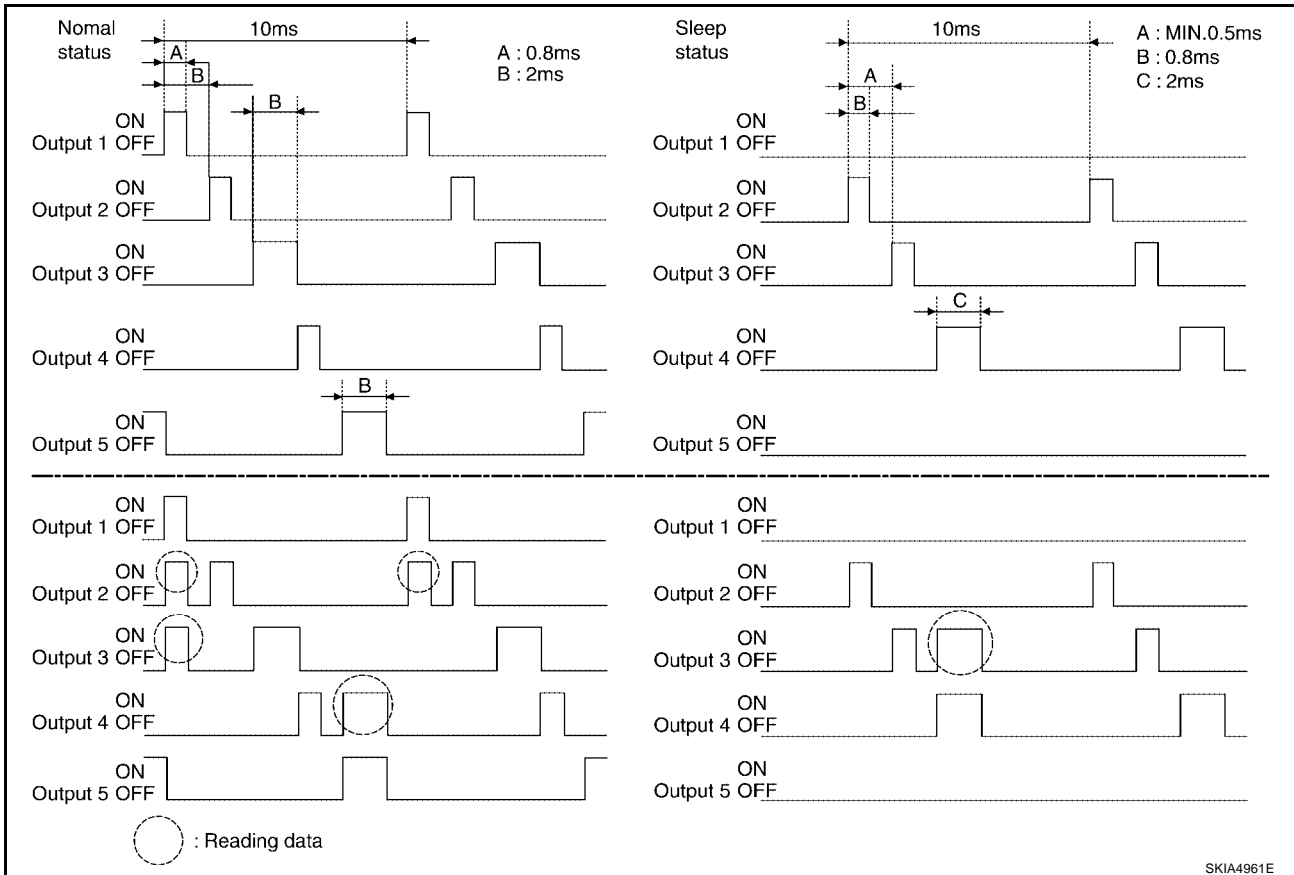 Nomal
status
10ms
A
B
A : 0.8ms
B : 2ms
B
ON
Output 1 OFF
ON
Output 2 OFF
ON
Output 3 OFF
ON
Output 4 OFF
B
ON
Output 5 OFF
Sleep
status
10ms
A : MIN.0.5ms
B : 0.8ms
C : 2ms
A
B
ON
Output 1 OFF
ON
Output 2 OFF
ON
Output 3 OFF
C
ON
Output 4 OFF
ON
Output 5 OFF
ON
Output 1 OFF
ON
Output 2 OFF
ON
Output 3 OFF
ON
Output 4 OFF
ON
Output 5 OFF
ON
Output 1 OFF
ON
Output 2 OFF
ON
Output 3 OFF
ON
Output 4 OFF
ON
Output 5 OFF
: Reading data
SKIA4961E